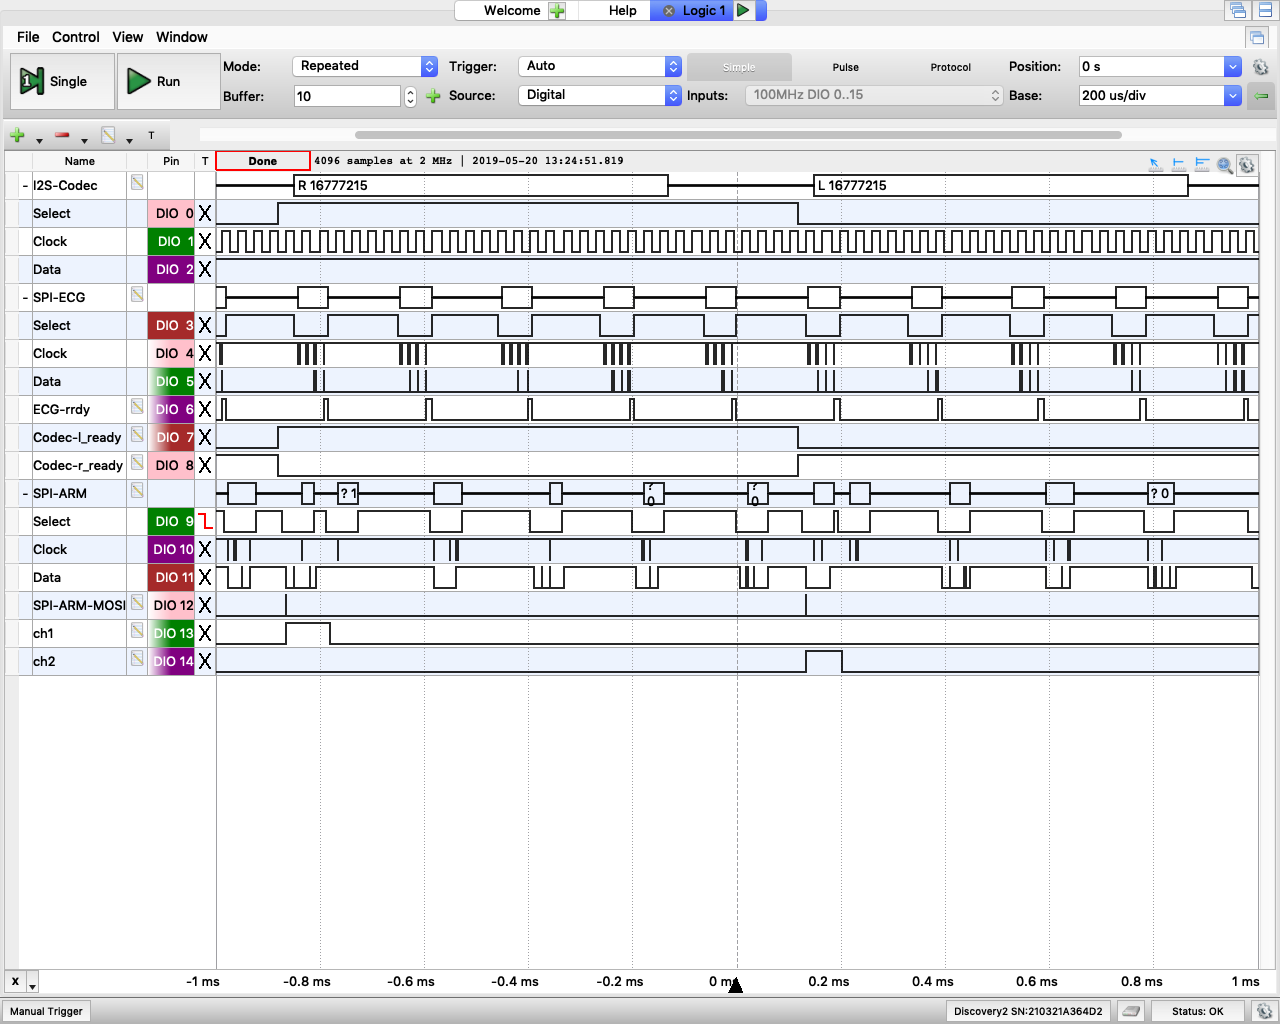 Welcome Help Logic 1
File Control View Window
Single Run Mode: Repeated Trigger: Auto Simple Pulse Protocol Position: 0 s
Buffer: 10 Source: Digital Inputs: 100MHz DIO 0..15 Base: 200 us/div
T
Name Pin T Done 4096 samples at 2 MHz | 2019-05-20 13:24:51.819
- I2S-Codec R 16777215 L 16777215
Select DIO 0 X
Clock DIO 1 X
Data DIO 2 X
- SPI-ECG
Select DIO 3 X
Clock DIO 4 X
Data DIO 5 X
ECG-rrdy DIO 6 X
Codec-l_ready DIO 7 X
Codec-r_ready DIO 8 X
- SPI-ARM ? 1 ? 0 ? 0 ? 0
Select DIO 9
Clock DIO 10 X
Data DIO 11 X
SPI-ARM-MOSI DIO 12 X
ch1 DIO 13 X
ch2 DIO 14 X
X -1 ms -0.8 ms -0.6 ms -0.4 ms -0.2 ms 0 ms 0.2 ms 0.4 ms 0.6 ms 0.8 ms 1 ms
Manual Trigger Discovery2 SN:210321A364D2 Status: OK